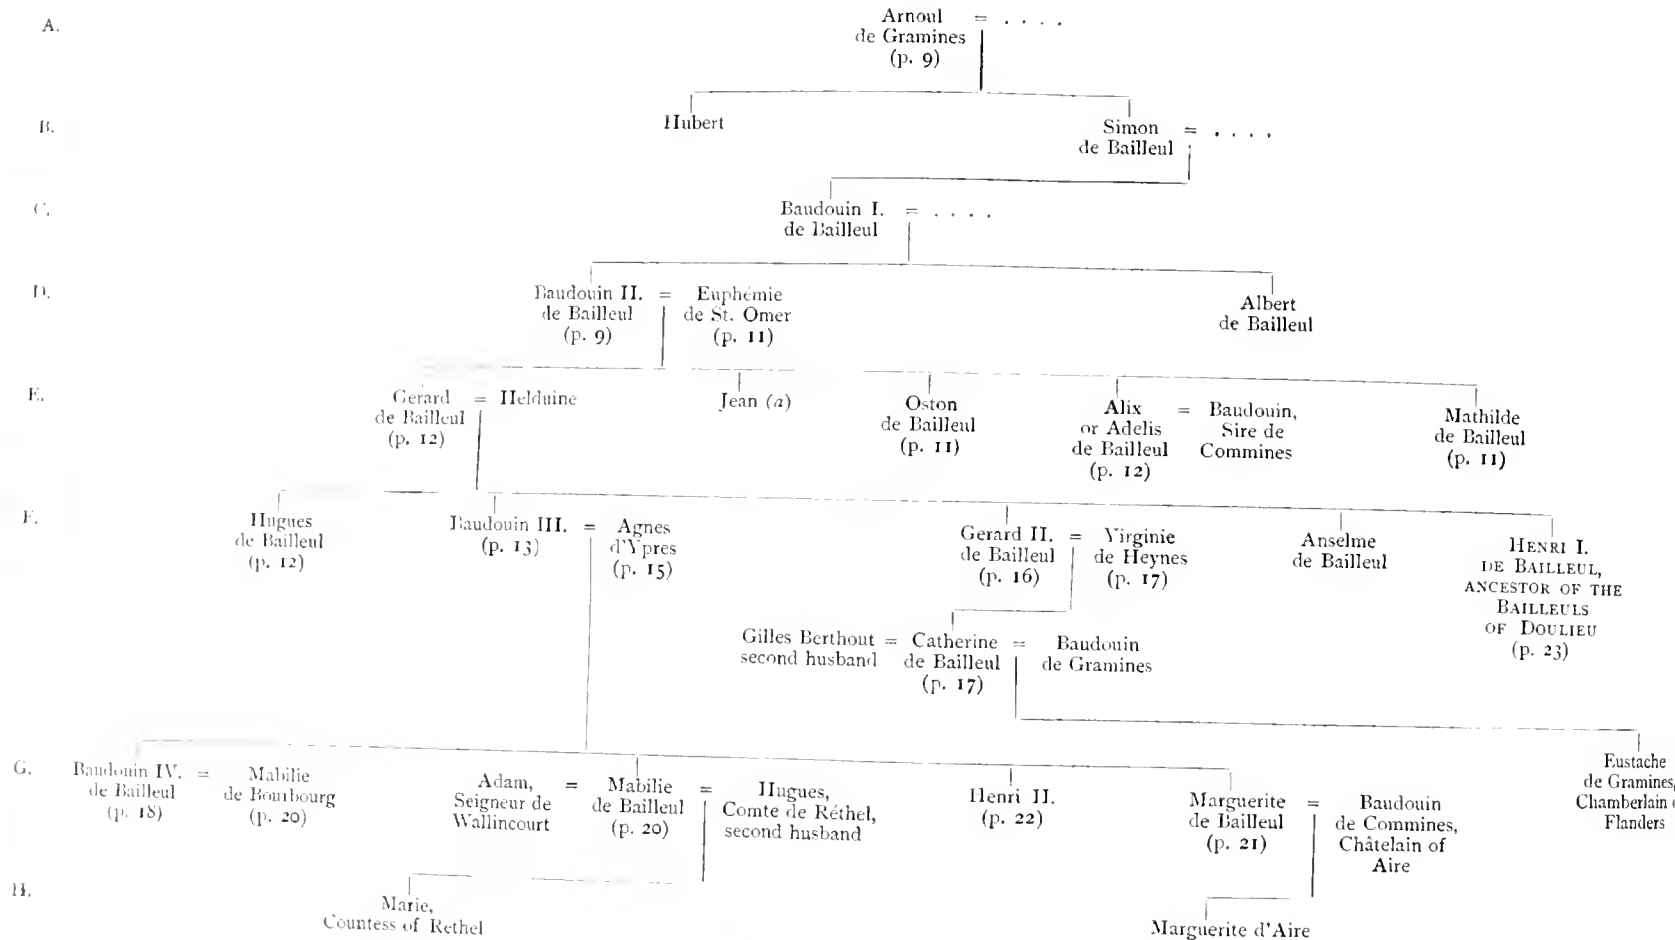 A.
Arnoul = . . . .
de Gramines
(p. 9)
B.
Hubert
Simon = . . . .
de Bailleul
C.
Baudouin I. = . . . .
de Bailleul
D.
Baudouin II. = Euphémie
de Bailleul de St. Omer
(p. 9) (p. 11)
Albert
de Bailleul
E.
Gerard = Helduine
de Bailleul
(p. 12)
Jean (a)
Oston
de Bailleul
(p. 11)
Alix = Baudouin,
or Adelis Sire de
de Bailleul Commines
(p. 12)
Mathilde
de Bailleul
(p. 11)
F.
Hugues
de Bailleul
(p. 12)
Baudouin III. = Agnes
(p. 13) d'Ypres
(p. 15)
Gerard II. = Virginie
de Bailleul de Heynes
(p. 16) (p. 17)
Anselme
de Bailleul
HENRI I.
DE BAILLEUL,
ANCESTOR OF THE
BAILLEULS
OF DOULIEU
(p. 23)
Gilles Berthout = Catherine = Baudouin
second husband de Bailleul de Gramines
(p. 17)
G.
Baudouin IV. = Mabilie
de Bailleul de Bourbourg
(p. 18) (p. 20)
Adam, = Mabilie = Hugues,
Seigneur de de Bailleul Comte de Réthel,
Wallincourt (p. 20) second husband
Henri II.
(p. 22)
Marguerite = Baudouin
de Bailleul de Commines,
(p. 21) Châtelain of
Aire
Eustache
de Gramines,
Chamberlain
Flanders
H.
Marie,
Countess of Rethel
Marguerite d'Aire